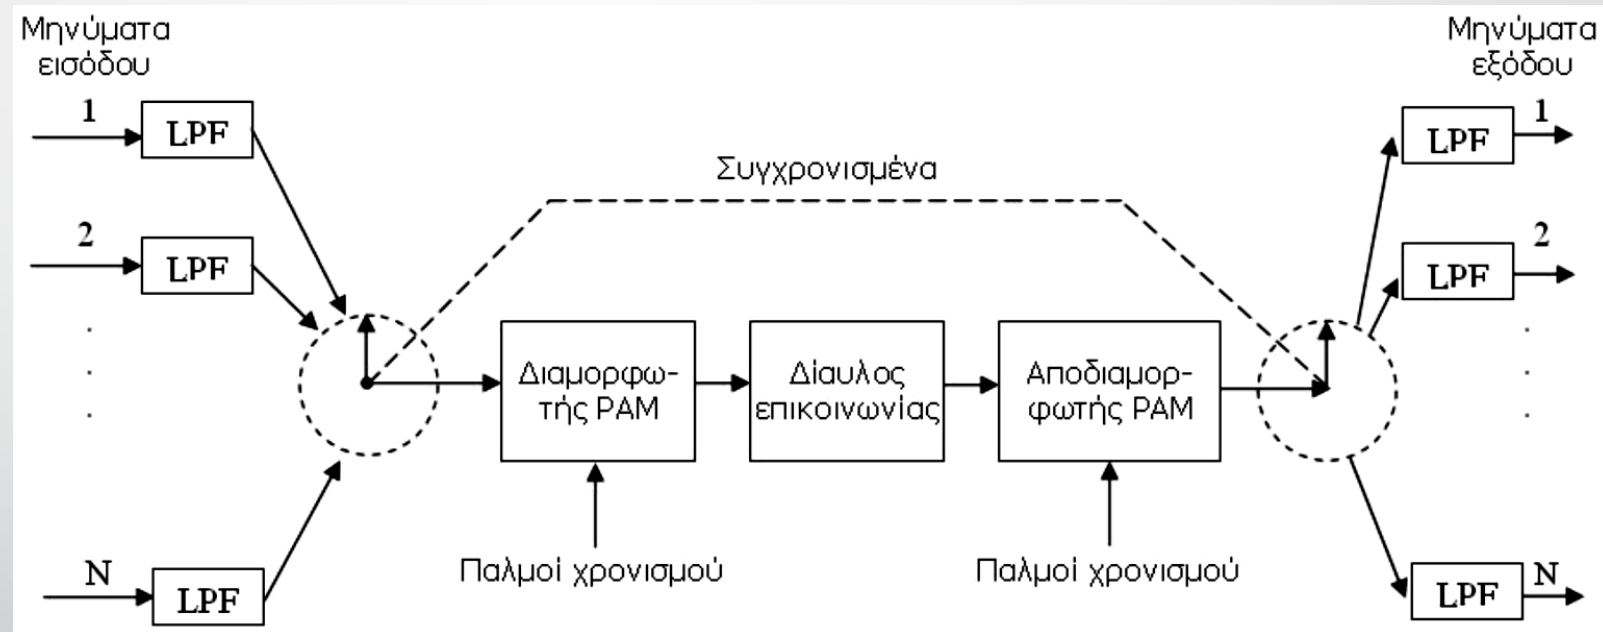 Μηνύματα
εισόδου
Μηνύματα
εξόδου
1
LPF
LPF
1
Συγχρονισμένα
2
LPF
LPF
2
Διαμορφω-
τής PAM
Δίαυλος
επικοινωνίας
Αποδιαμορ-
φωτής PAM
Παλμοί χρονισμού
Παλμοί χρονισμού
N
LPF
LPF
N